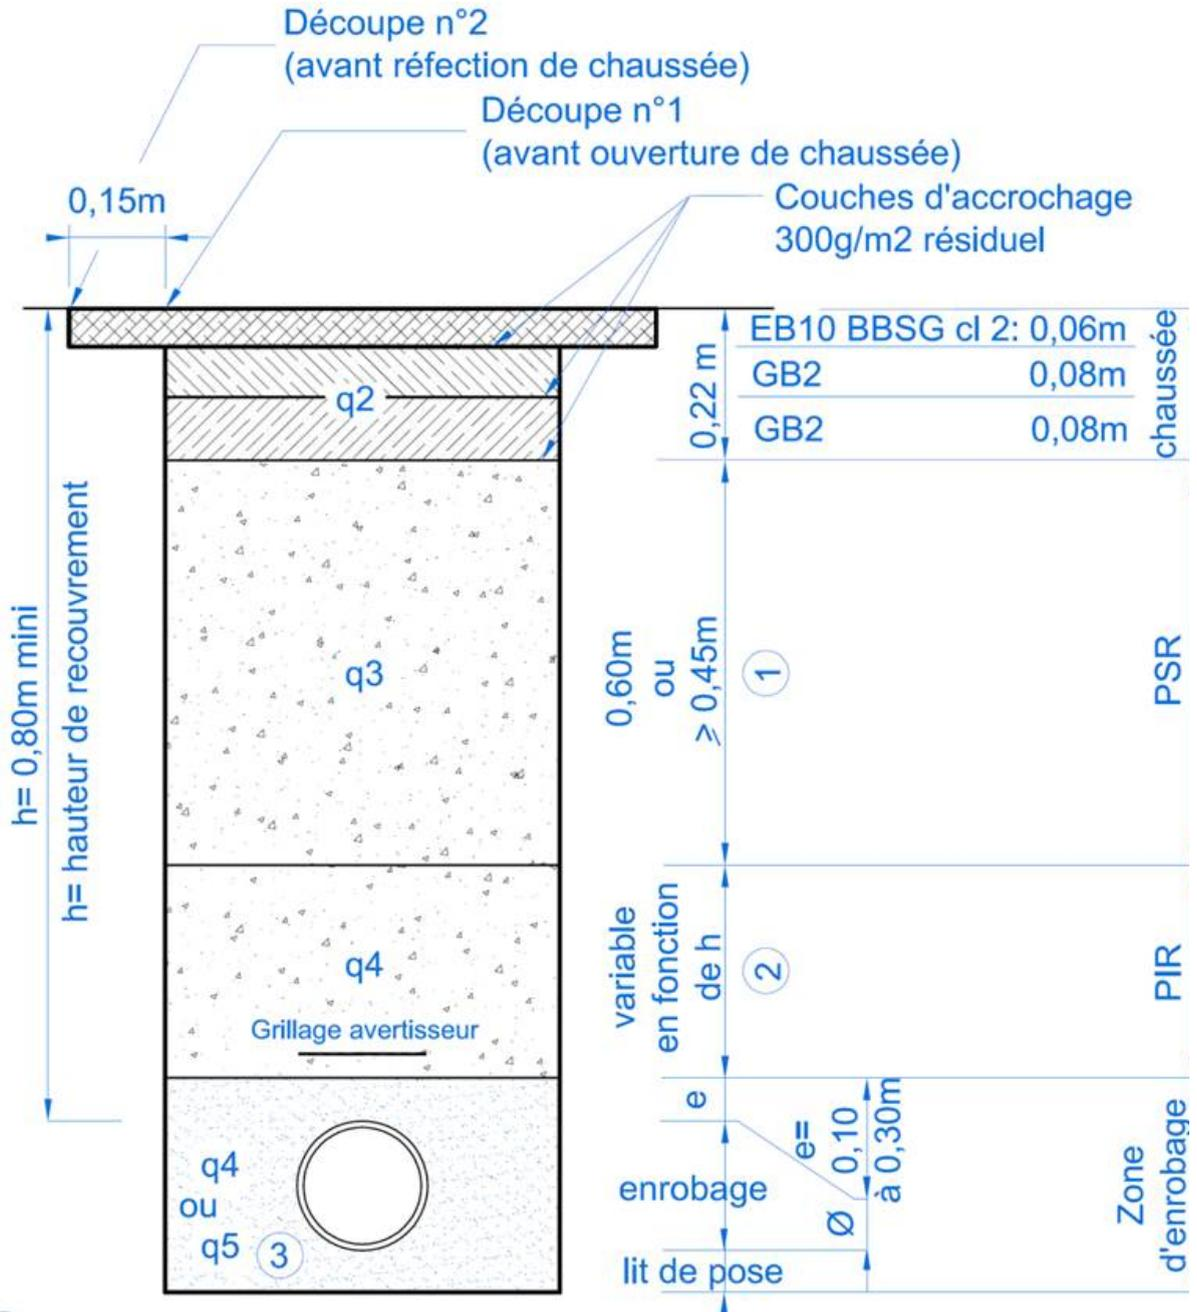 Découpe n°2
(avant réfection de chaussée)
Découpe n°1
(avant ouverture de chaussée)
0,15m
Couches d'accrochage
300g/m2 résiduel
EB10 BBSG cl 2: 0,06m
GB2 0,08m
GB2 0,08m
0,22 m
chaussée
q2
h= 0,80m mini
h= hauteur de recouvrement
q3
0,60m
ou
⩾ 0,45m
1
PSR
q4
Grillage avertisseur
variable
en fonction
de h
2
PIR
q4
ou
q5
3
e
enrobage
lit de pose
e=
0,10
à 0,30m
Ø
Zone
d'enrobage